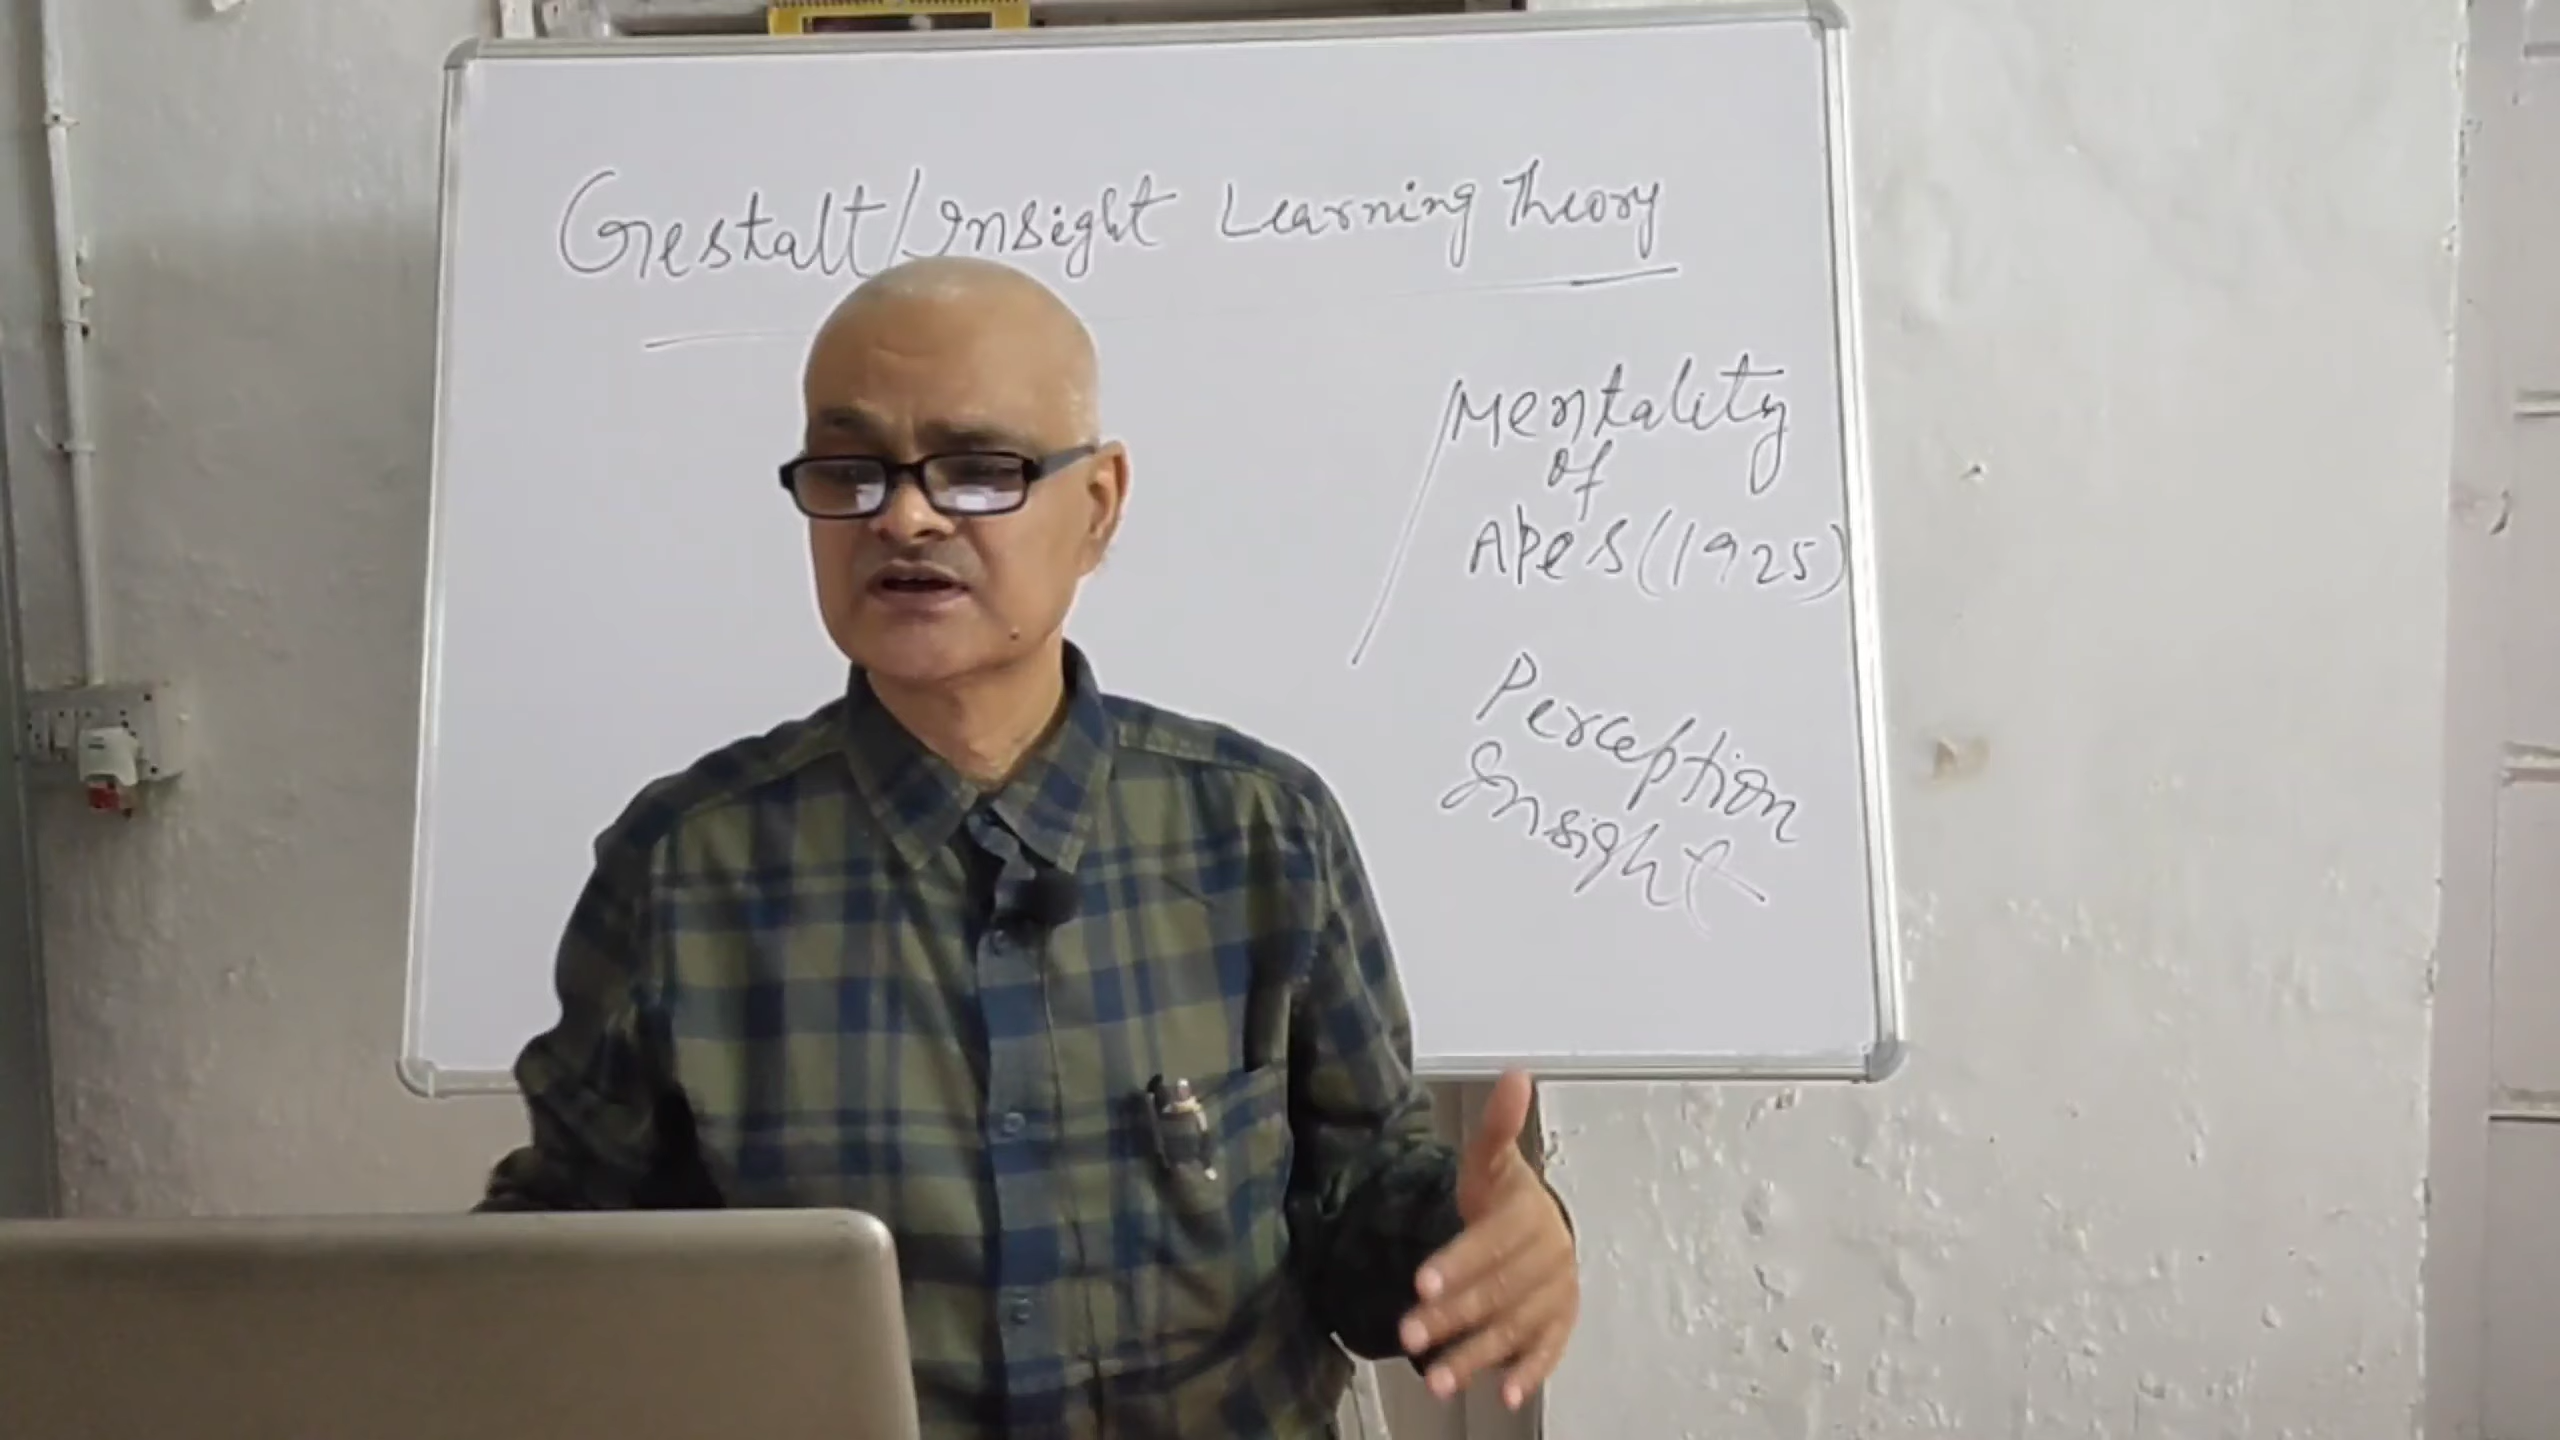 Gestalt/Insight Learning Theory
Mentality
of
Apes (1925)
Perception
Insight